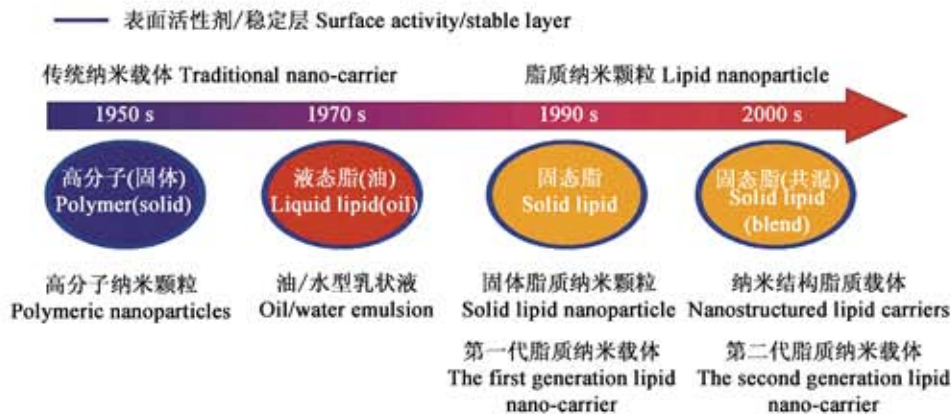 表面活性剂/稳定层 Surface activity/stable layer
传统纳米载体 Traditional nano-carrier
脂质纳米颗粒 Lipid nanoparticle
1950 s
1970 s
1990 s
2000 s
高分子(固体)
Polymer(solid)
液态脂(油)
Liquid lipid(oil)
固态脂
Solid lipid
固态脂(共混)
Solid lipid
(blend)
高分子纳米颗粒
Polymeric nanoparticles
油/水型乳状液
Oil/water emulsion
固体脂质纳米颗粒
Solid lipid nanoparticle
纳米结构脂质载体
Nanostructured lipid carriers
第一代脂质纳米载体
The first generation lipid
nano-carrier
第二代脂质纳米载体
The second generation lipid
nano-carrier